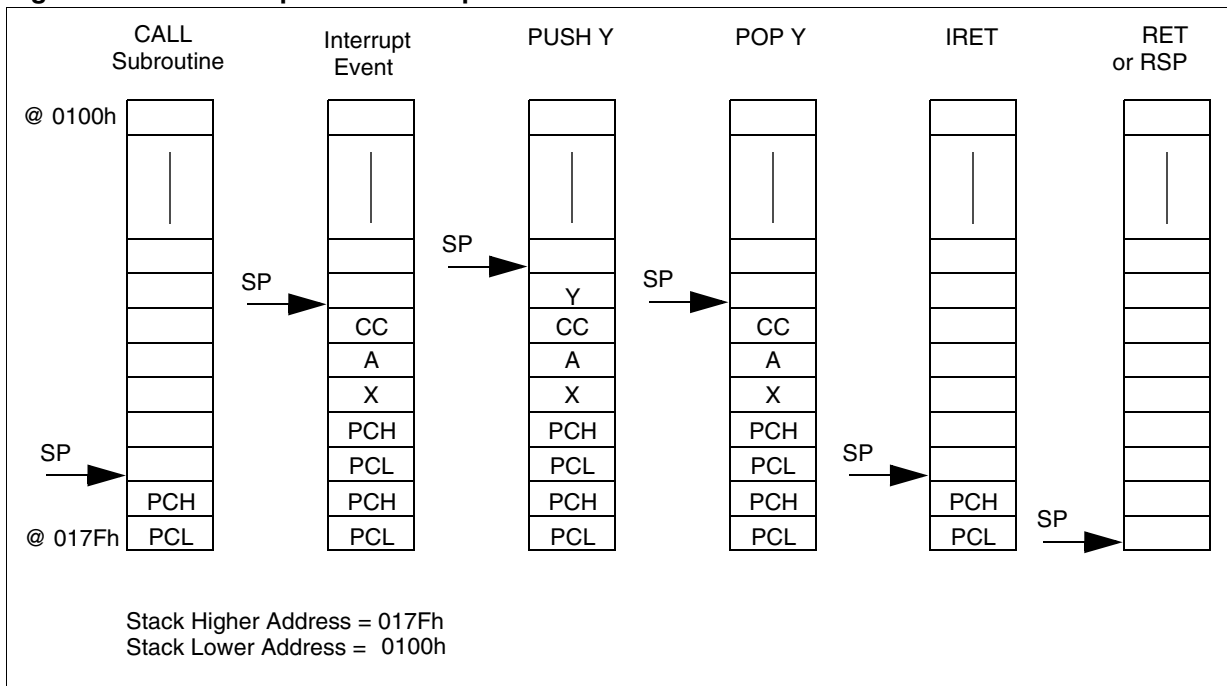 CALL
Subroutine
Interrupt
Event
PUSH Y
POP Y
IRET
RET
or RSP
@ 0100h
SP
SP
SP
Y
CC
CC
CC
A
A
A
X
X
X
PCH
PCH
PCH
SP
SP
PCL
PCL
PCL
PCH
PCH
PCH
PCH
PCH
SP
@ 017Fh
PCL
PCL
PCL
PCL
PCL
Stack Higher Address = 017Fh
Stack Lower Address = 0100h